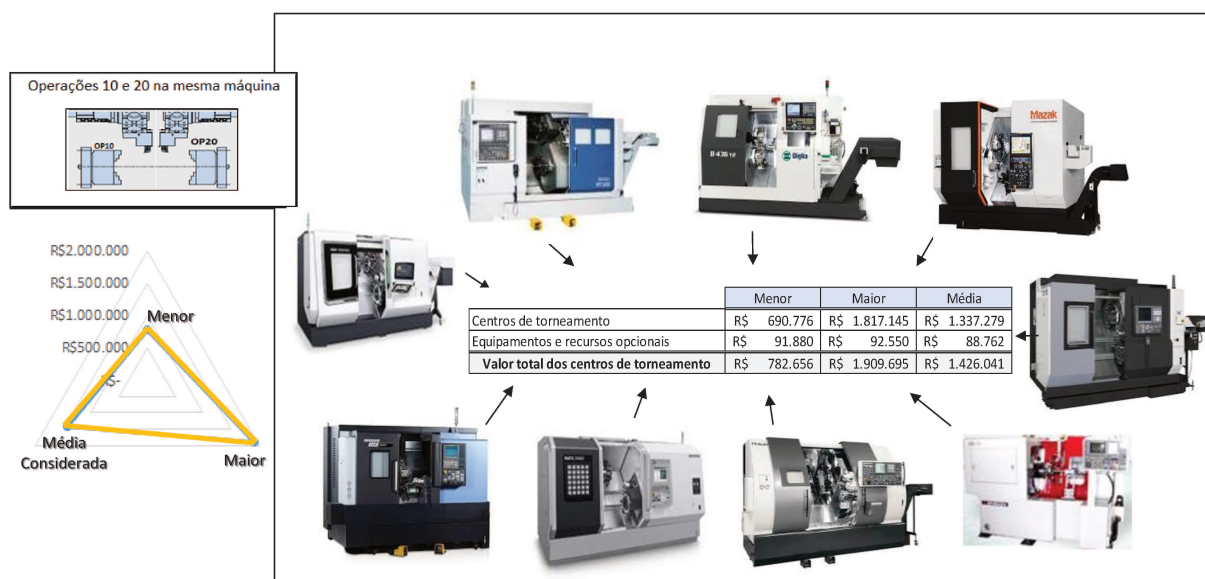 Operações 10 e 20 na mesma máquina
OP10
OP20
R$2.000.000
R$1.500.000
R$1.000.000
R$500.000
R$-
Menor
Média
Considerada
Maior
B 436 Y2
Biglia
Mazak
Menor Maior Média
Centros de torneamento R$ 690.776 R$ 1.817.145 R$ 1.337.279
Equipamentos e recursos opcionais R$ 91.880 R$ 92.550 R$ 88.762
Valor total dos centros de torneamento R$ 782.656 R$ 1.909.695 R$ 1.426.041